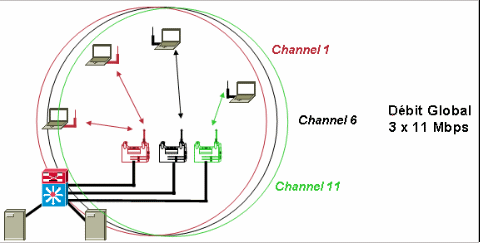 Channel 1
Channel 6
Débit Global
3 x 11 Mbps
Channel 11